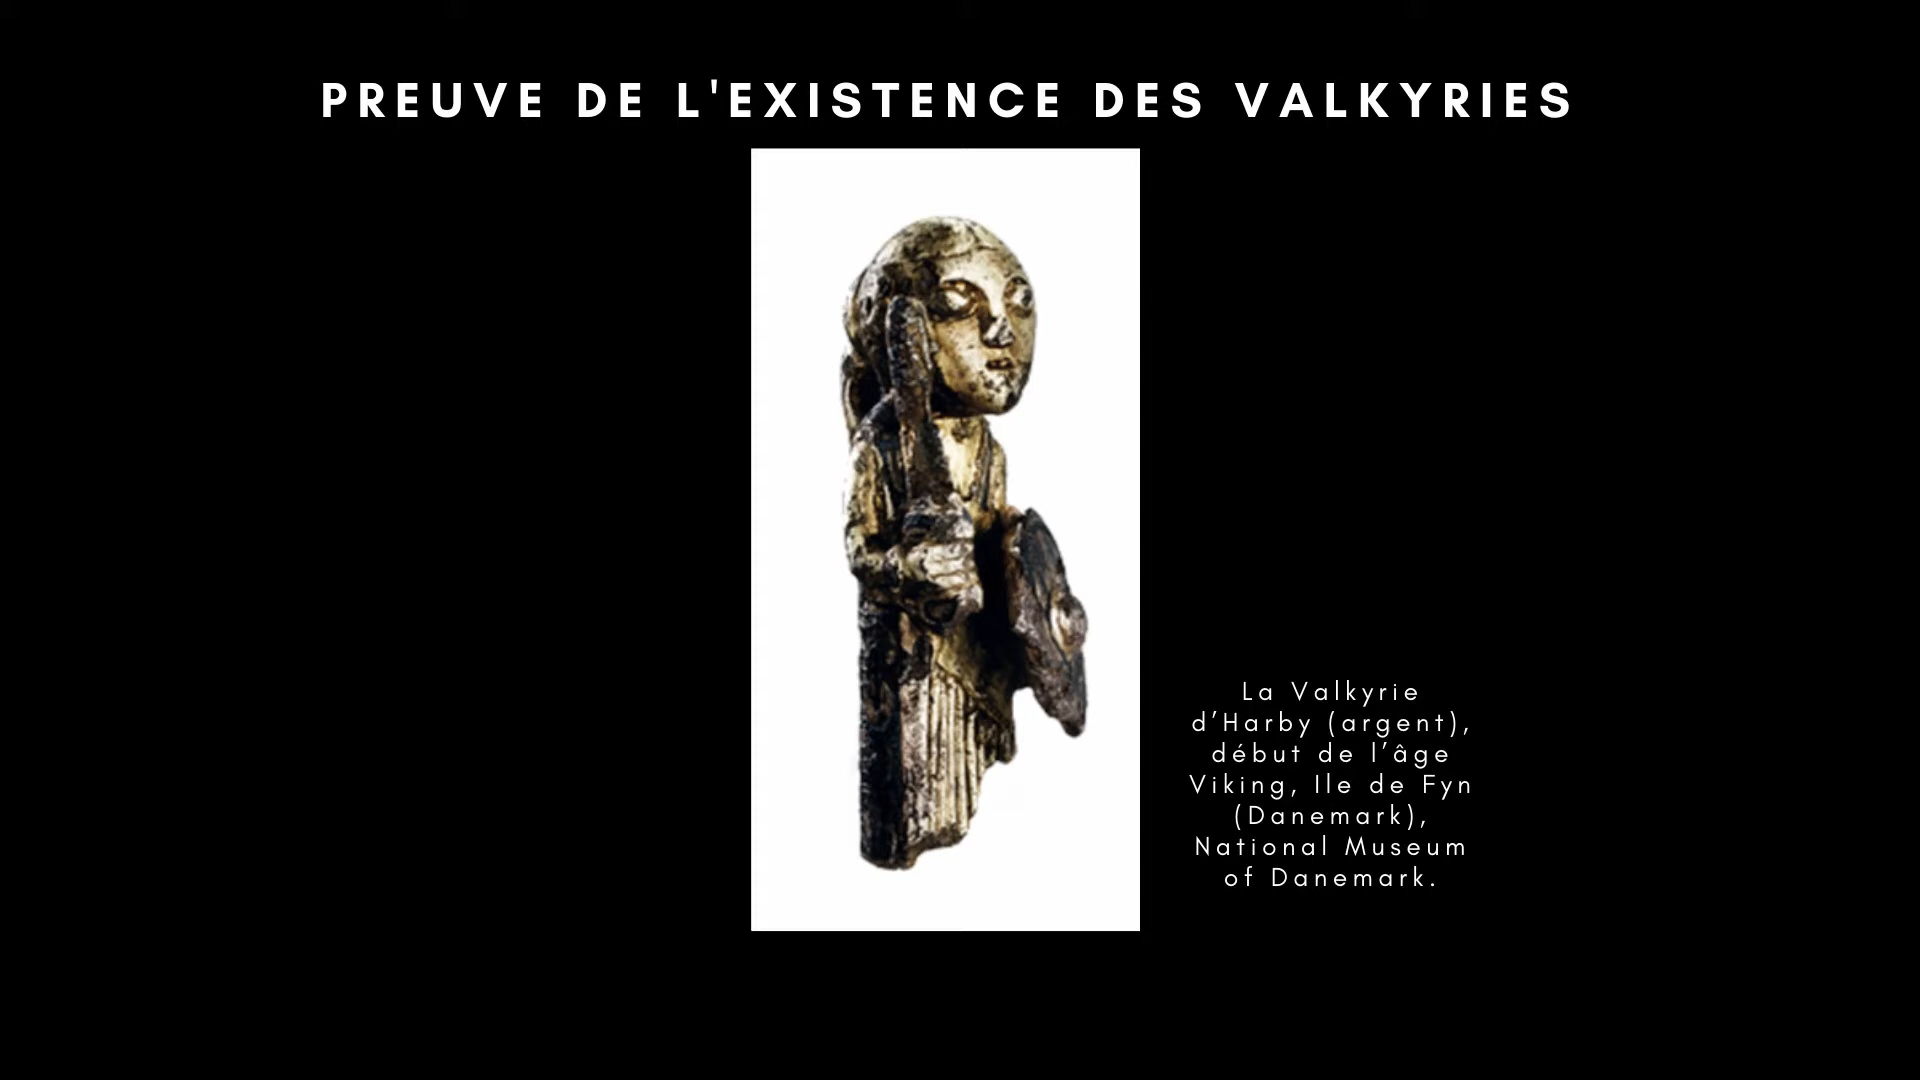 PREUVE DE L'EXISTENCE DES VALKYRIES
La Valkyrie
d’Harby (argent),
début de l’âge
Viking, Ile de Fyn
(Danemark),
National Museum
of Danemark.